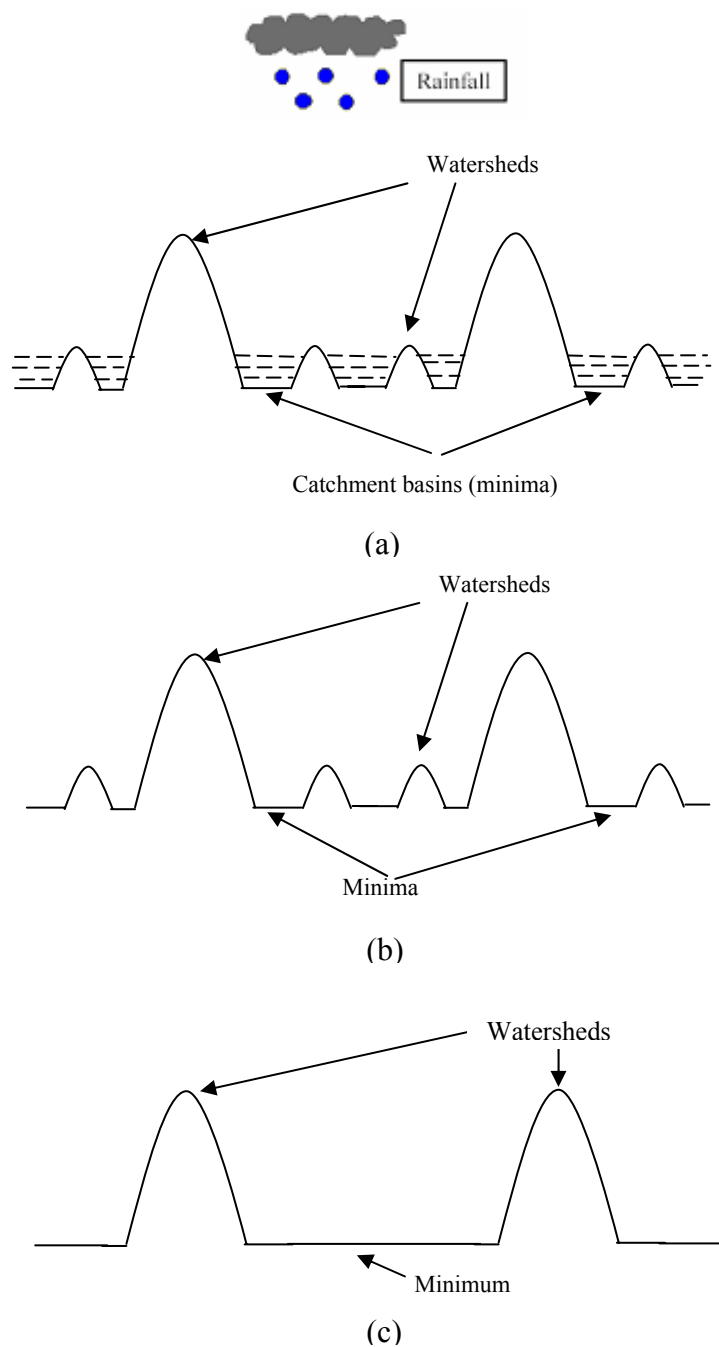 Rainfall
Watersheds
Catchment basins (minima)
(a)
Watersheds
Minima
(b)
Watersheds
Minimum
(c)